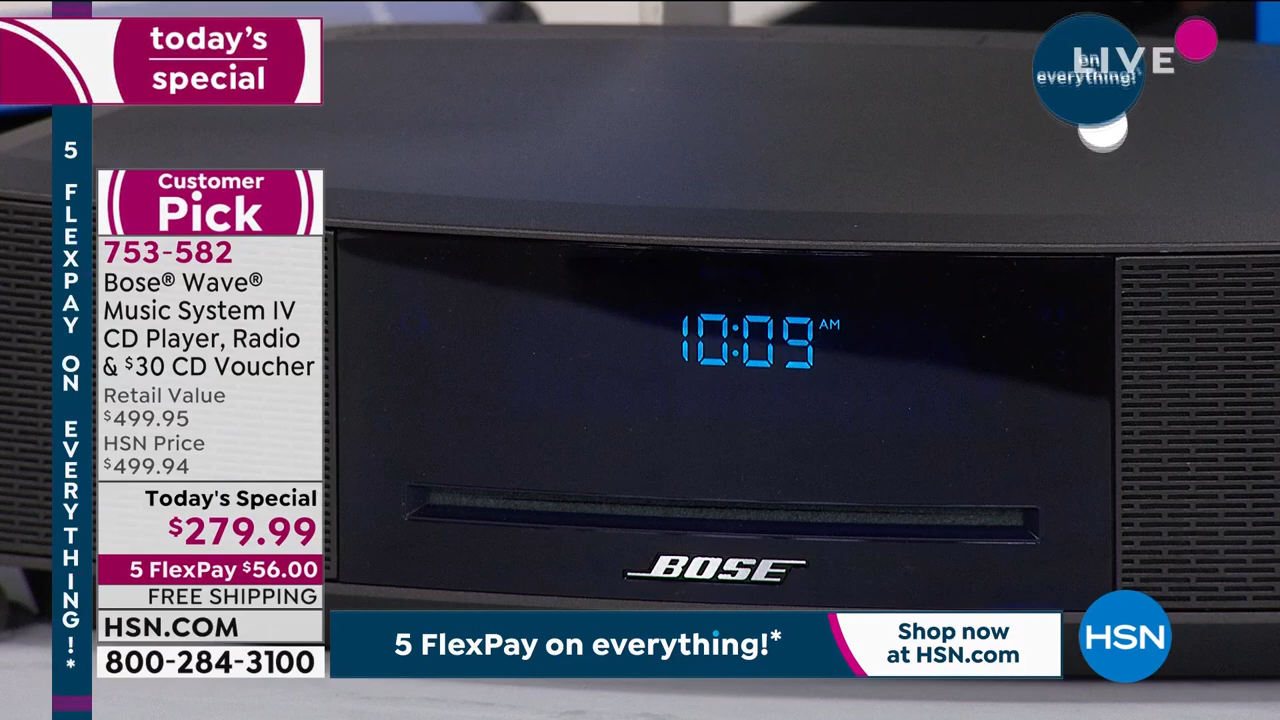 today's
special
LIVE
on
everything!*
5 FLEXPAY ON EVERYTHING!*
Customer
Pick
753-582
Bose® Wave®
Music System IV
CD Player, Radio
& $30 CD Voucher
Retail Value
$499.95
HSN Price
$499.94
Today's Special
$279.99
5 FlexPay $56.00
FREE SHIPPING
HSN.COM
800-284-3100
10:09 AM
BOSE
5 FlexPay on everything!*
Shop now
at HSN.com
HSN